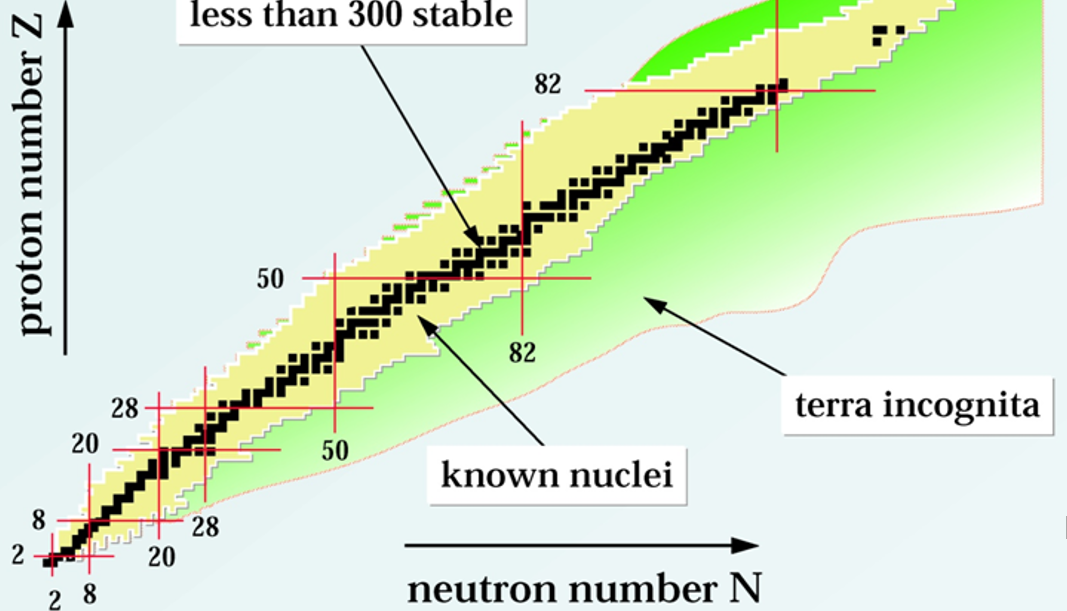 less than 300 stable
proton number Z
82
50
82
28
20
50
terra incognita
known nuclei
8
28
2
20
2
8
neutron number N